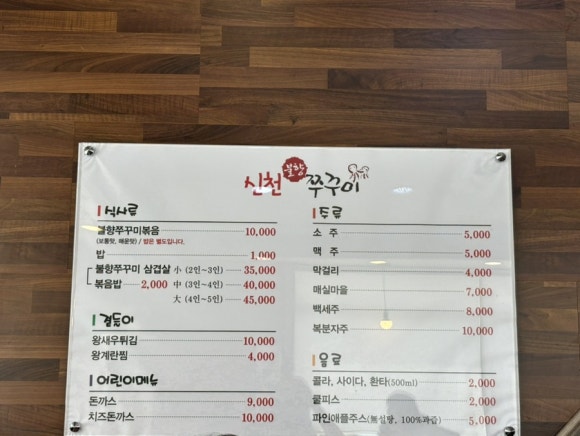 신천 불향 쭈꾸미
식사류
불향쭈꾸미볶음 10,000
(보통맛, 매운맛) / 밥은 별도입니다.
밥 1,000
불향쭈꾸미 삼겹살 小 (2인~3인) 35,000
볶음밥 2,000 中 (3인~4인) 40,000
大 (4인~5인) 45,000
곁들이
왕새우튀김 10,000
왕계란찜 4,000
어린이메뉴
돈까스 9,000
치즈돈까스 10,000
주류
소 주 5,000
맥 주 5,000
막걸리 4,000
매실마을 7,000
백세주 8,000
복분자주 10,000
음료
콜라, 사이다, 환타(500ml) 2,000
쿨피스 2,000
파인애플주스(無설탕, 100%과즙) 5,000